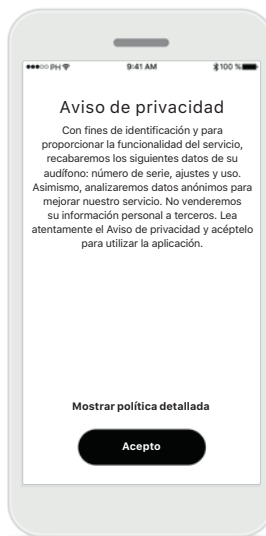 ●●●○○ PH 9:41 AM 100 %
Aviso de privacidad
Con fines de identificación y para
proporcionar la funcionalidad del servicio,
recabaremos los siguientes datos de su
audífono: número de serie, ajustes y uso.
Asimismo, analizaremos datos anónimos para
mejorar nuestro servicio. No venderemos
su información personal a terceros. Lea
atentamente el Aviso de privacidad y acéptelo
para utilizar la aplicación.
Mostrar política detallada
Acepto